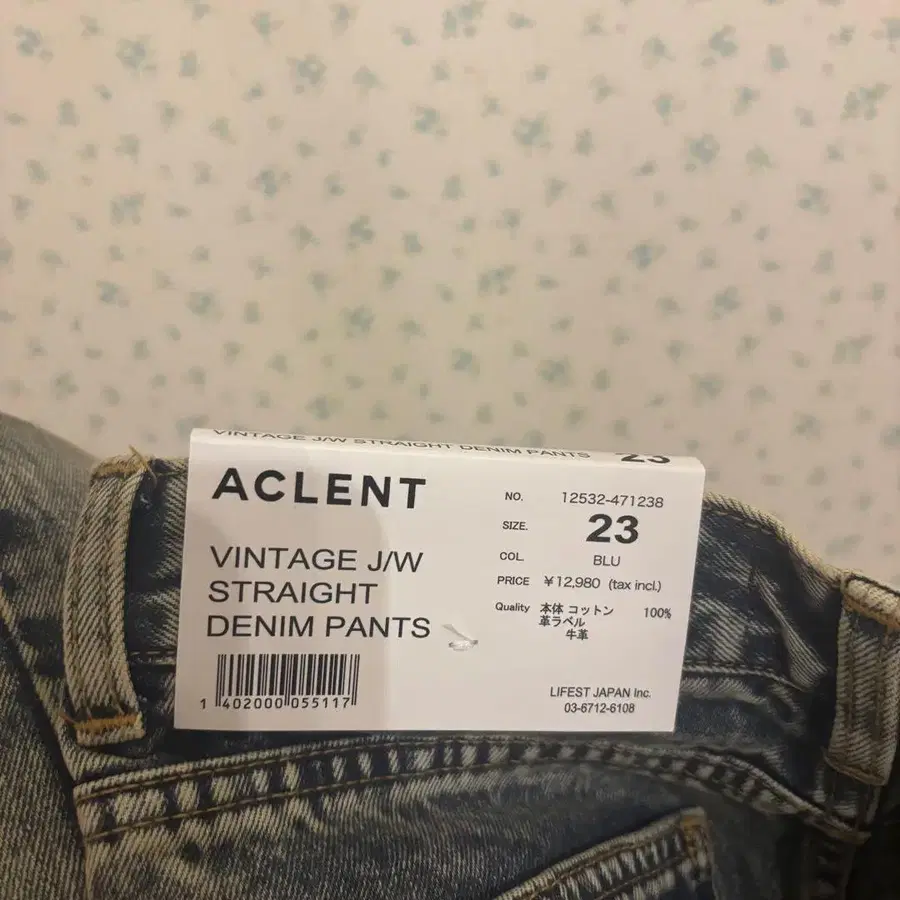 VINTAGE J/W STRAIGHT DENIM PANTS 23
ACLENT
VINTAGE J/W
STRAIGHT
DENIM PANTS
1 402000 055117
NO. 12532-471238
SIZE. 23
COL. BLU
PRICE ¥12,980 (tax incl.)
Quality 本体 コットン 100%
革ラベル
牛革
LIFEST JAPAN Inc.
03-6712-6108